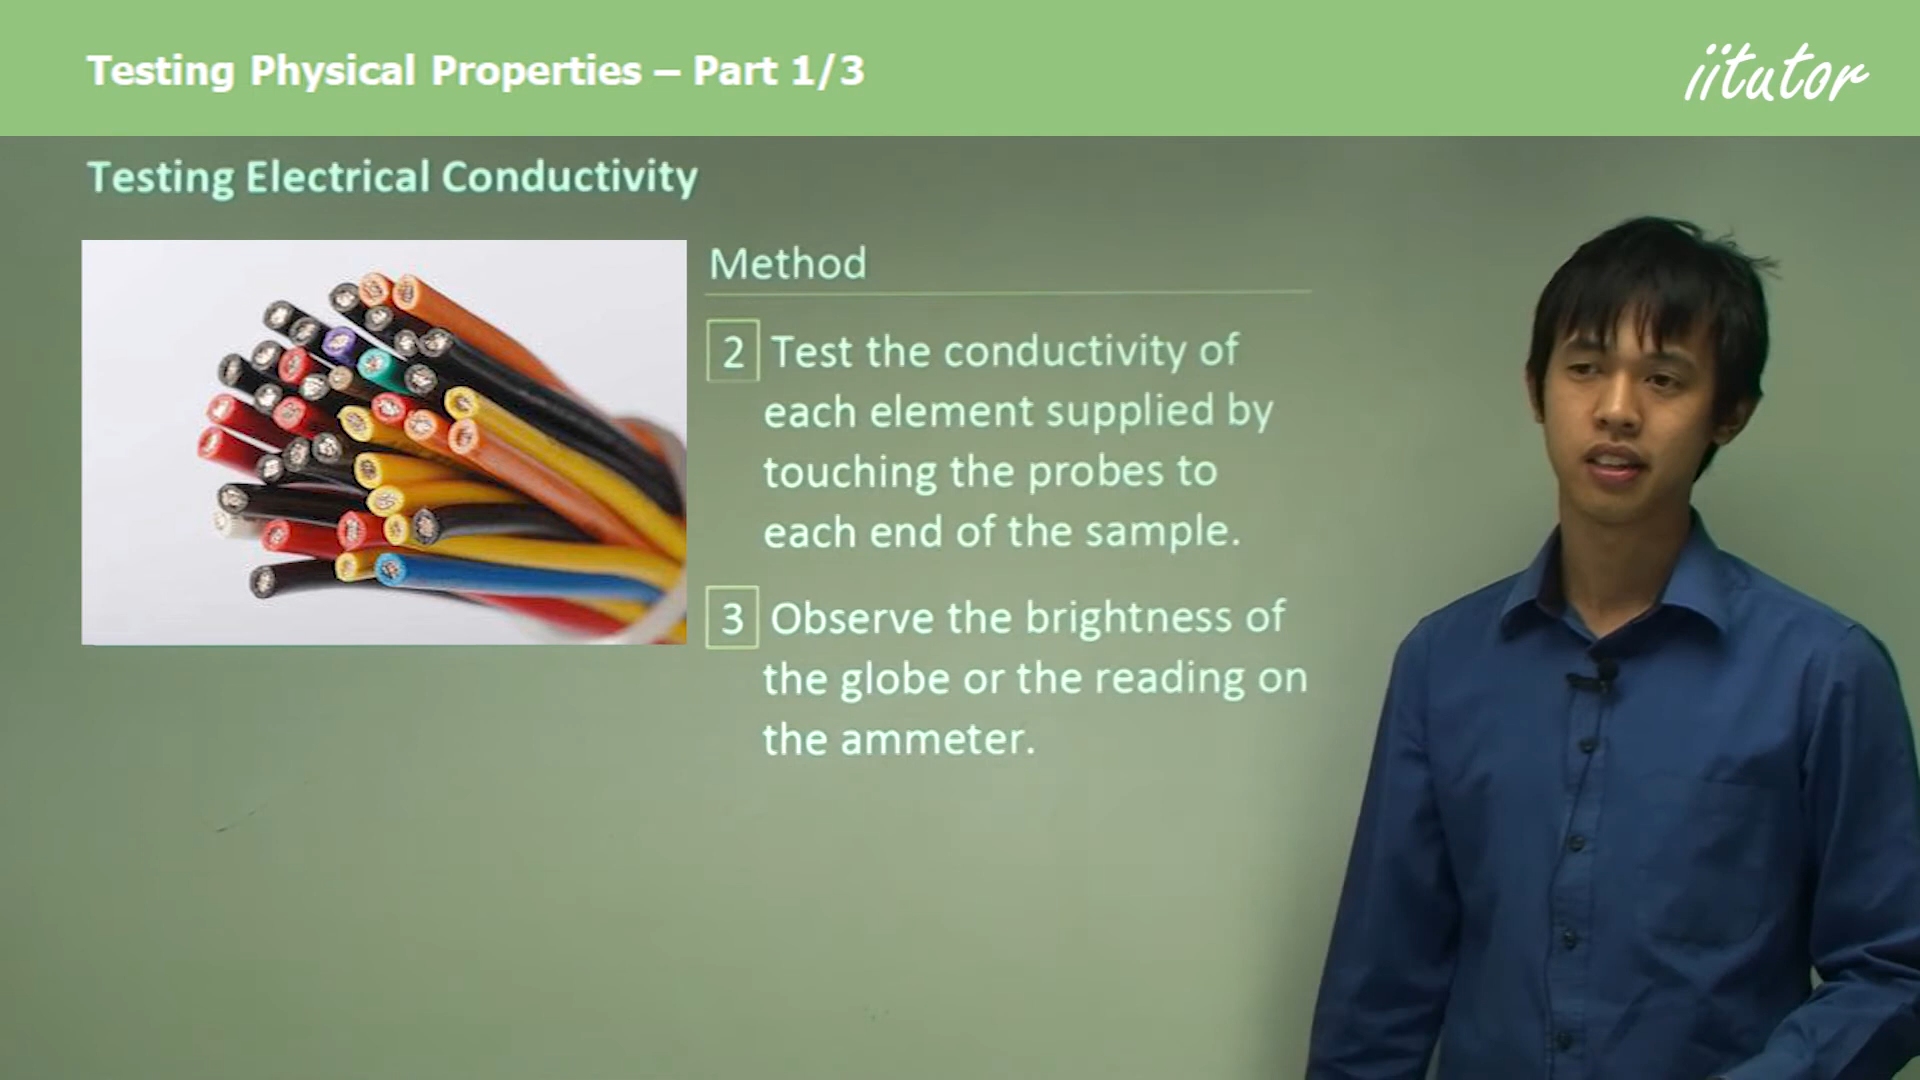 Testing Physical Properties – Part 1/3
iitutor
Testing Electrical Conductivity
Method
2 Test the conductivity of
each element supplied by
touching the probes to
each end of the sample.
3 Observe the brightness of
the globe or the reading on
the ammeter.